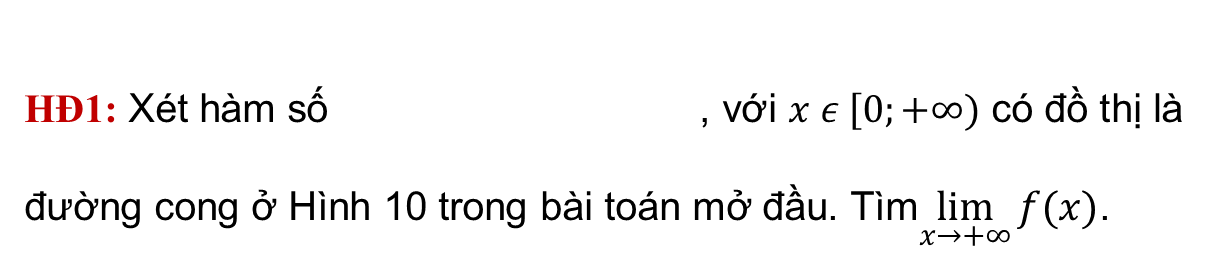 HĐ1: Xét hàm số , với 𝑥 𝜖 [0; +∞) có đồ thị là
đường cong ở Hình 10 trong bài toán mở đầu. Tìm lim 𝑓(𝑥).
𝑥→+∞